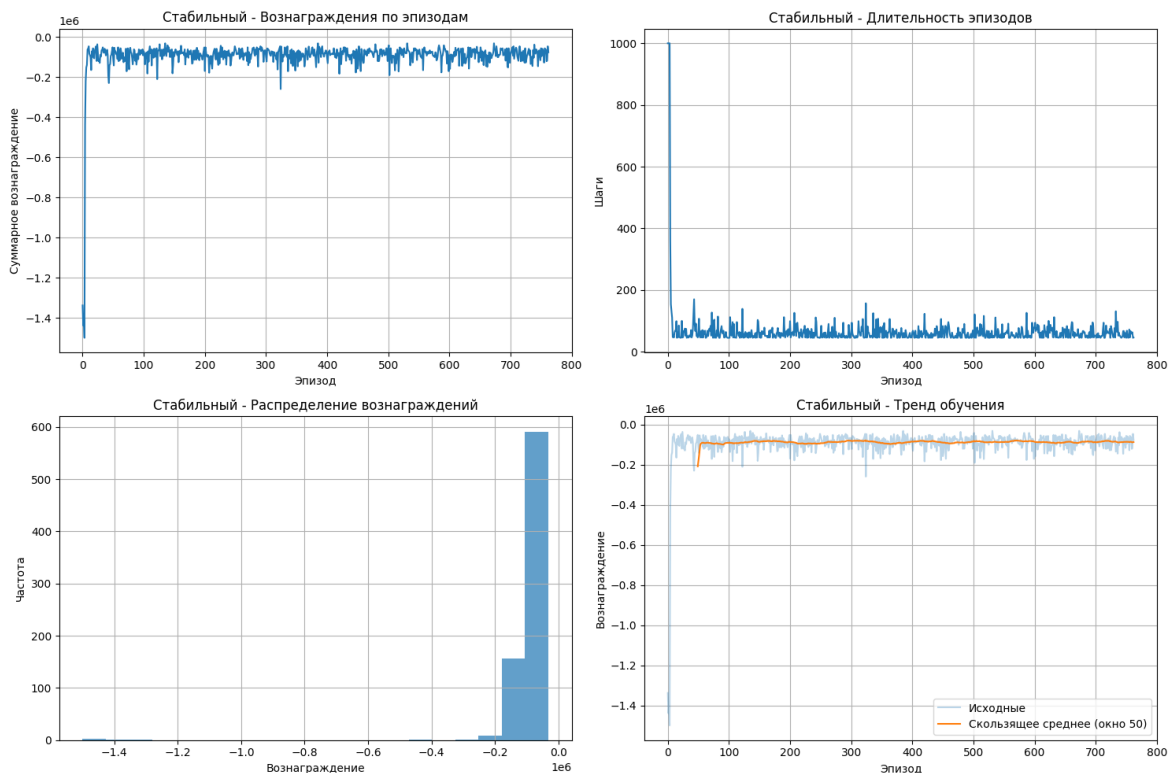 Стабильный - Вознаграждения по эпизодам
1e6
0.0
−0.2
−0.4
−0.6
−0.8
−1.0
−1.2
−1.4
Суммарное вознаграждение
0 100 200 300 400 500 600 700 800
Эпизод
Стабильный - Длительность эпизодов
1000
800
600
400
200
0
Шаги
0 100 200 300 400 500 600 700 800
Эпизод
Стабильный - Распределение вознаграждений
600
500
400
300
200
100
0
Частота
−1.4 −1.2 −1.0 −0.8 −0.6 −0.4 −0.2 0.0
1e6
Вознаграждение
Стабильный - Тренд обучения
1e6
0.0
−0.2
−0.4
−0.6
−0.8
−1.0
−1.2
−1.4
Вознаграждение
Исходные
Скользящее среднее (окно 50)
0 100 200 300 400 500 600 700 800
Эпизод